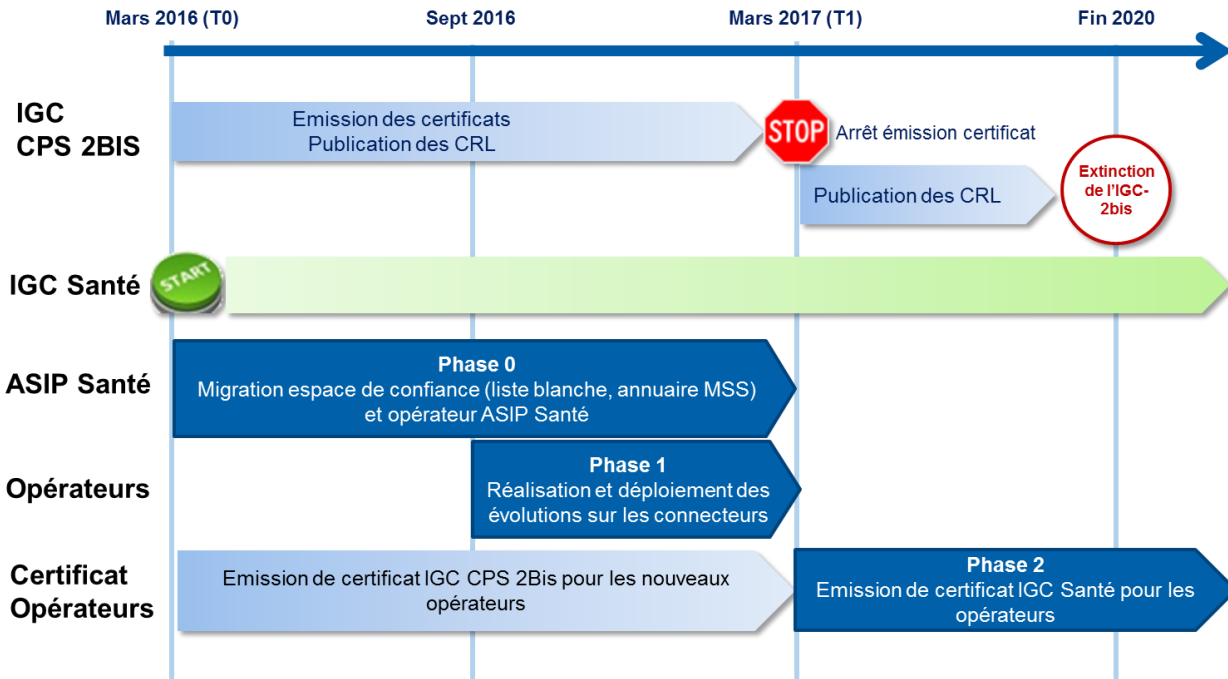 Mars 2016 (T0)
Sept 2016
Mars 2017 (T1)
Fin 2020
IGC
CPS 2BIS
Emission des certificats
Publication des CRL
STOP
Arrêt émission certificat
Publication des CRL
Extinction
de l'IGC-
2bis
IGC Santé
START
ASIP Santé
Phase 0
Migration espace de confiance (liste blanche, annuaire MSS)
et opérateur ASIP Santé
Opérateurs
Phase 1
Réalisation et déploiement des
évolutions sur les connecteurs
Certificat
Opérateurs
Emission de certificat IGC CPS 2Bis pour les nouveaux
opérateurs
Phase 2
Emission de certificat IGC Santé pour les
opérateurs